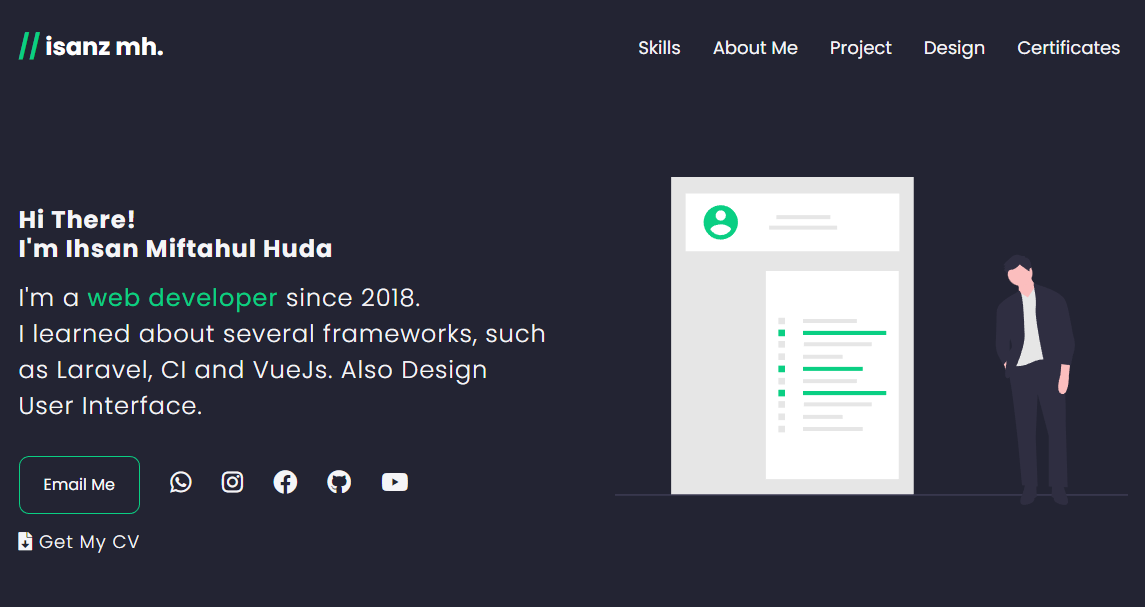 // isanz mh.
Skills About Me Project Design Certificates
Hi There!
I'm Ihsan Miftahul Huda
I'm a web developer since 2018.
I learned about several frameworks, such
as Laravel, CI and VueJs. Also Design
User Interface.
Email Me
Get My CV